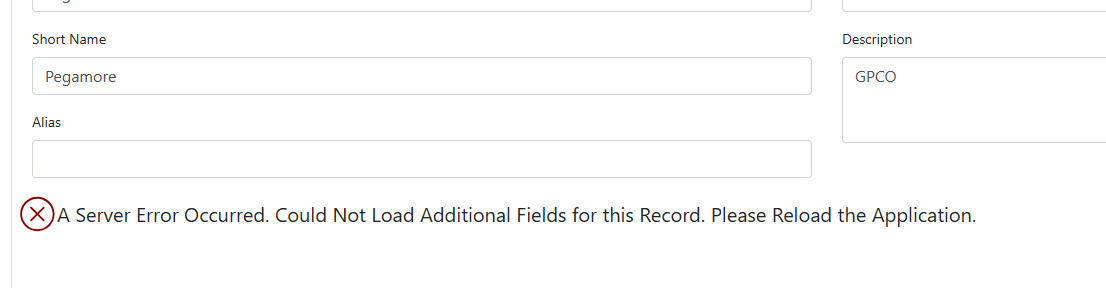 Short Name
Description
Pegamore
GPCO
Alias
A Server Error Occurred. Could Not Load Additional Fields for this Record. Please Reload the Application.